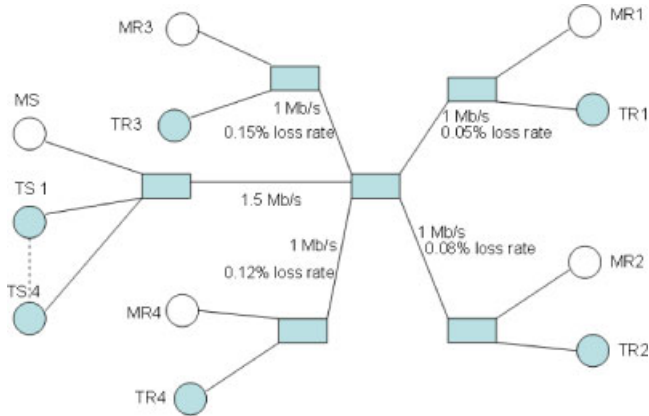 MR3
MR1
MS
1 Mb/s
0.15% loss rate
TR3
1 Mb/s
0.05% loss rate
TR1
TS 1
1.5 Mb/s
1 Mb/s
0.12% loss rate
1 Mb/s
0.08% loss rate
MR2
TS 4
MR4
TR2
TR4